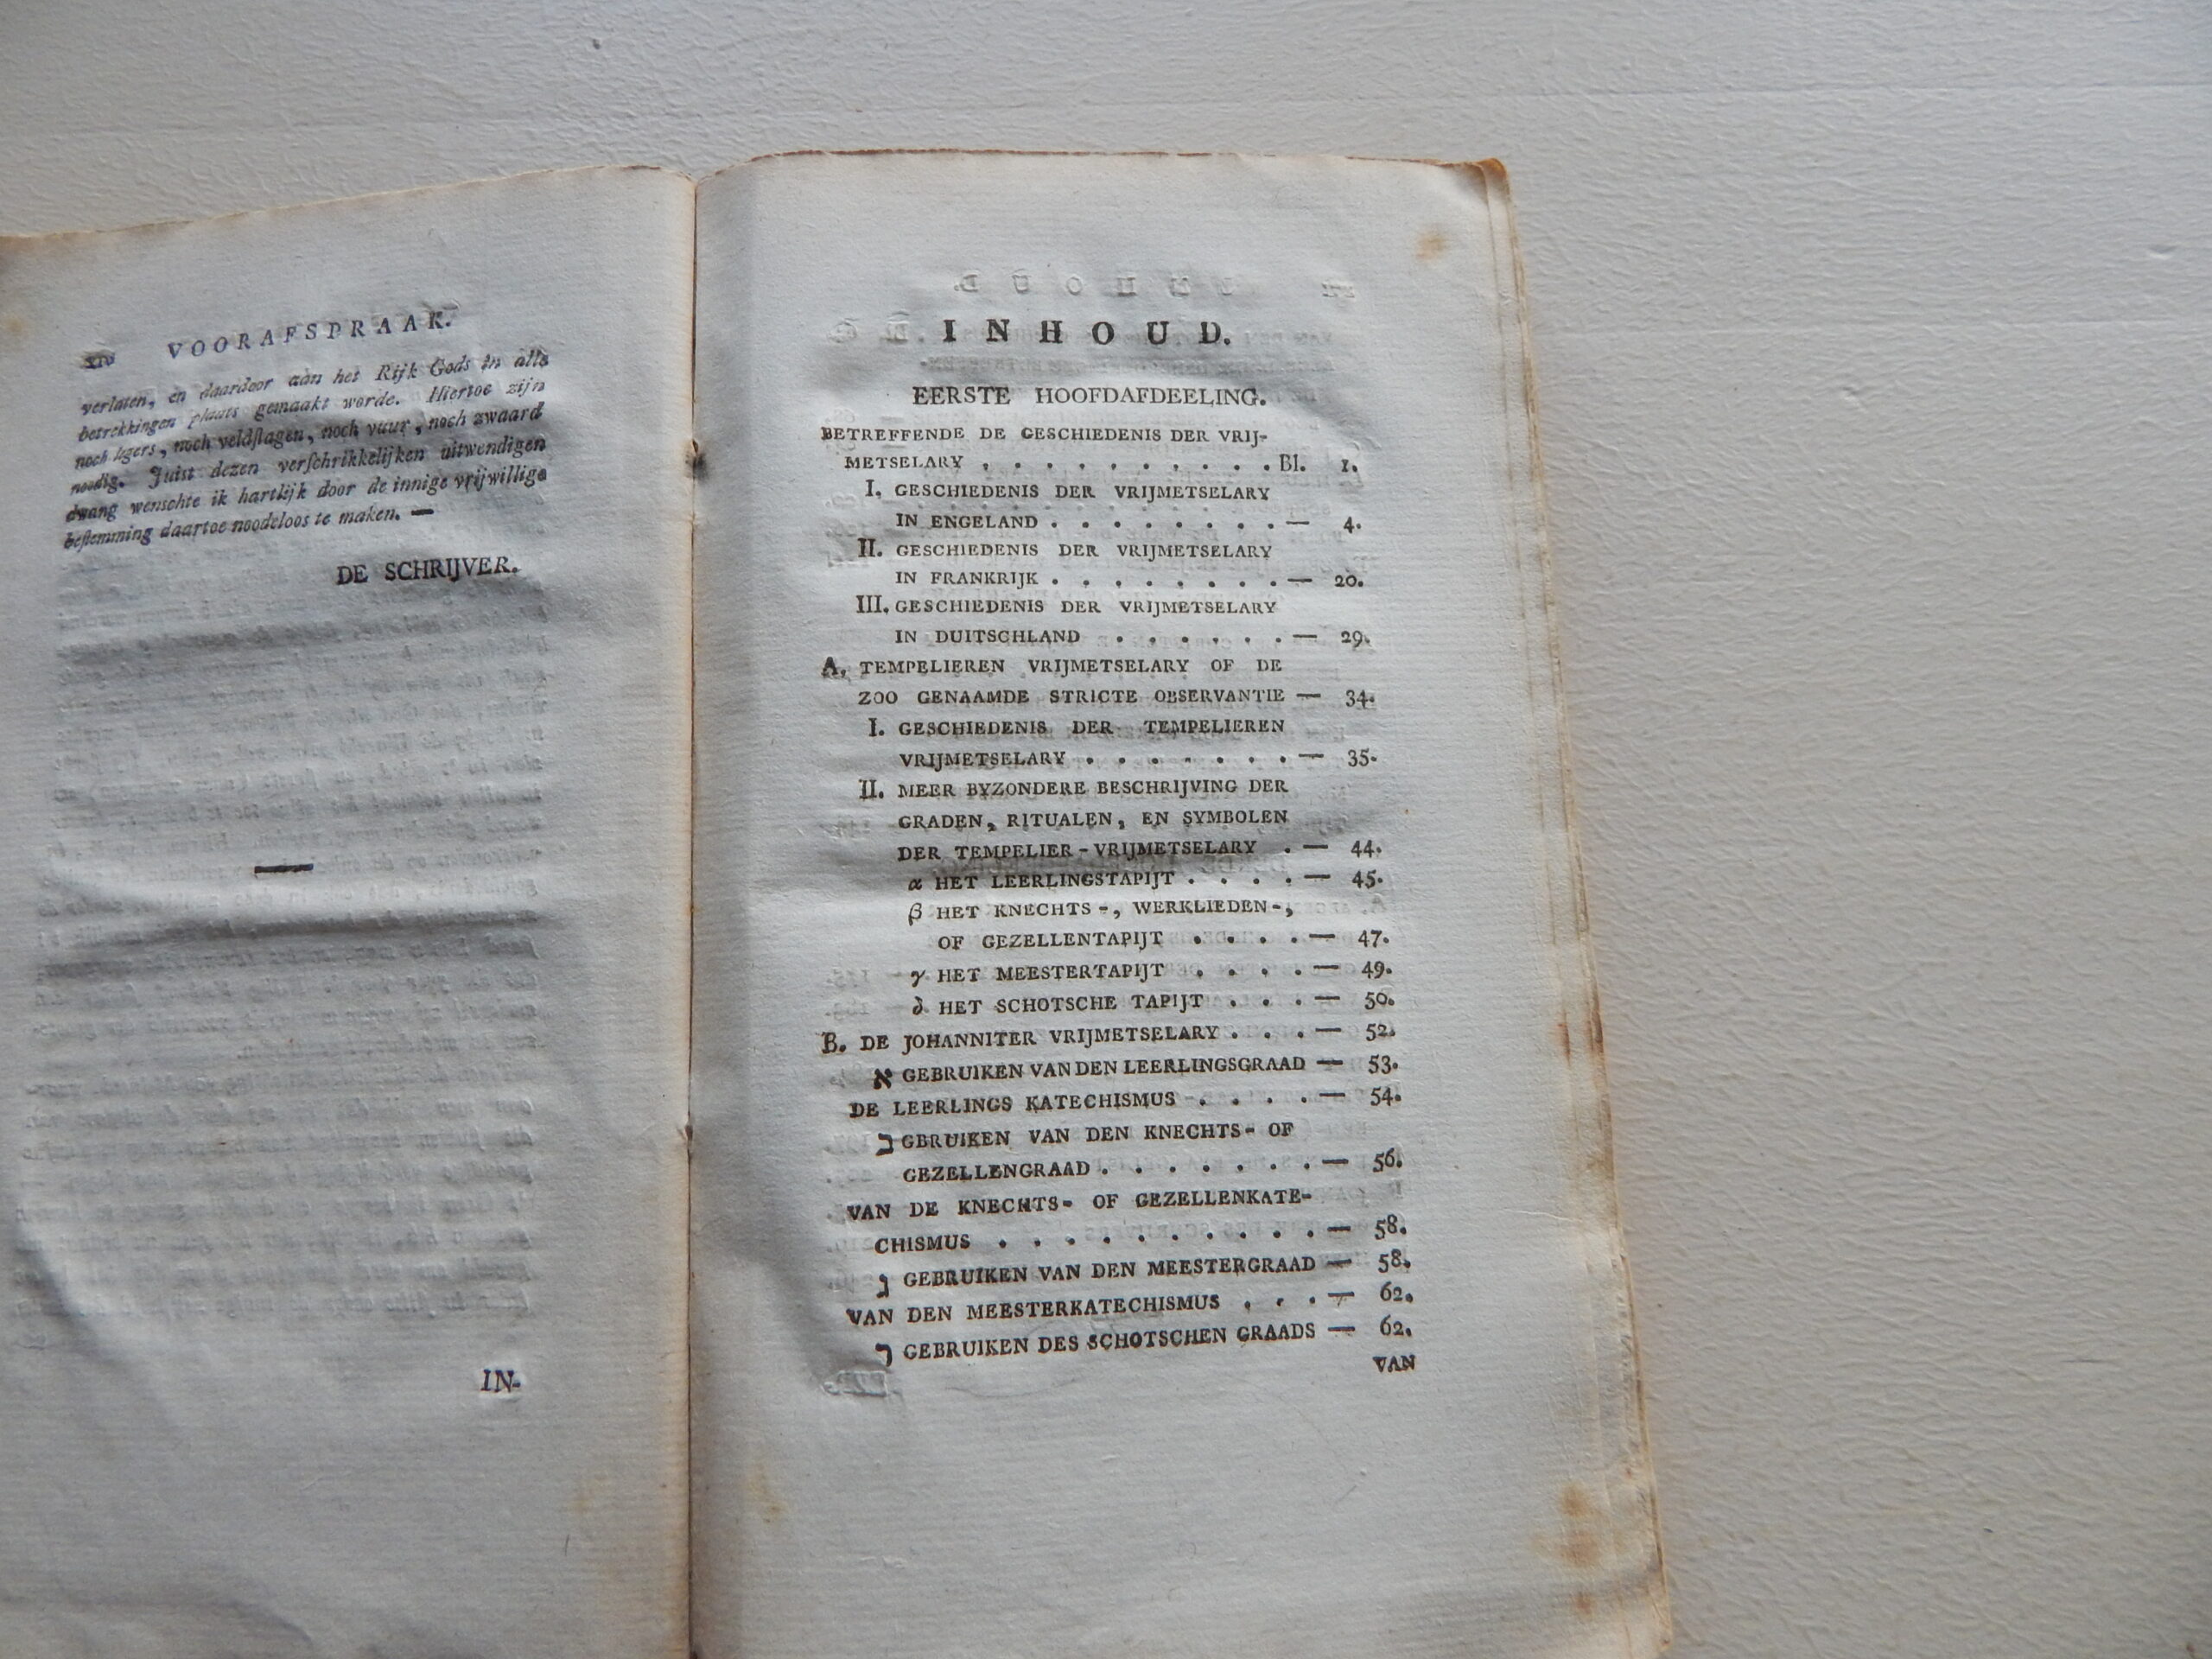 xiv VOORAFSPRAAK.
verlaten, en daardoor aan het Rijk Gods in alle
betrekkingen plaats gemaakt worde. Hiertoe zijn
noch legers, noch veldſlagen, noch vuur, noch zwaard
noodig. Juist dezen verſchrikkelijken uitwendigen
dwang wenschte ik hartlijk door de innige vrijwillige
beſtemming daartoe noodeloos te maken. —
DE SCHRIJVER.
IN-
INHOUD.
EERSTE HOOFDAFDEELING.
BETREFFENDE DE GESCHIEDENIS DER VRIJ-
METSELARY . . . . . . . . . . Bl. 1.
I. GESCHIEDENIS DER VRIJMETSELARY
IN ENGELAND . . . . . . . . — 4.
II. GESCHIEDENIS DER VRIJMETSELARY
IN FRANKRIJK . . . . . . . . — 20.
III. GESCHIEDENIS DER VRIJMETSELARY
IN DUITSCHLAND . . . . . . — 29.
A. TEMPELIEREN VRIJMETSELARY OF DE
ZOO GENAAMDE STRICTE OBSERVANTIE — 34.
I. GESCHIEDENIS DER TEMPELIEREN
VRIJMETSELARY . . . . . . . — 35.
II. MEER BYZONDERE BESCHRIJVING DER
GRADEN, RITUALEN, EN SYMBOLEN
DER TEMPELIER-VRIJMETSELARY . — 44.
α HET LEERLINGSTAPIJT . . . . — 45.
β HET KNECHTS-, WERKLIEDEN-,
OF GEZELLENTAPIJT . . . . — 47.
γ HET MEESTERTAPIJT . . . . — 49.
δ HET SCHOTSCHE TAPIJT . . . — 50.
B. DE JOHANNITER VRIJMETSELARY . . . — 52.
א GEBRUIKEN VAN DEN LEERLINGSGRAAD — 53.
DE LEERLINGS KATECHISMUS . . . . — 54.
ב GBRUIKEN VAN DEN KNECHTS- OF
GEZELLENGRAAD . . . . . . . — 56.
VAN DE KNECHTS- OF GEZELLENKATE-
CHISMUS . . . . . . . . . . — 58.
נ GEBRUIKEN VAN DEN MEESTERGRAAD — 58.
VAN DEN MEESTERKATECHISMUS . . . — 62.
ר GEBRUIKEN DES SCHOTSCHEN GRAADS — 62.
VAN